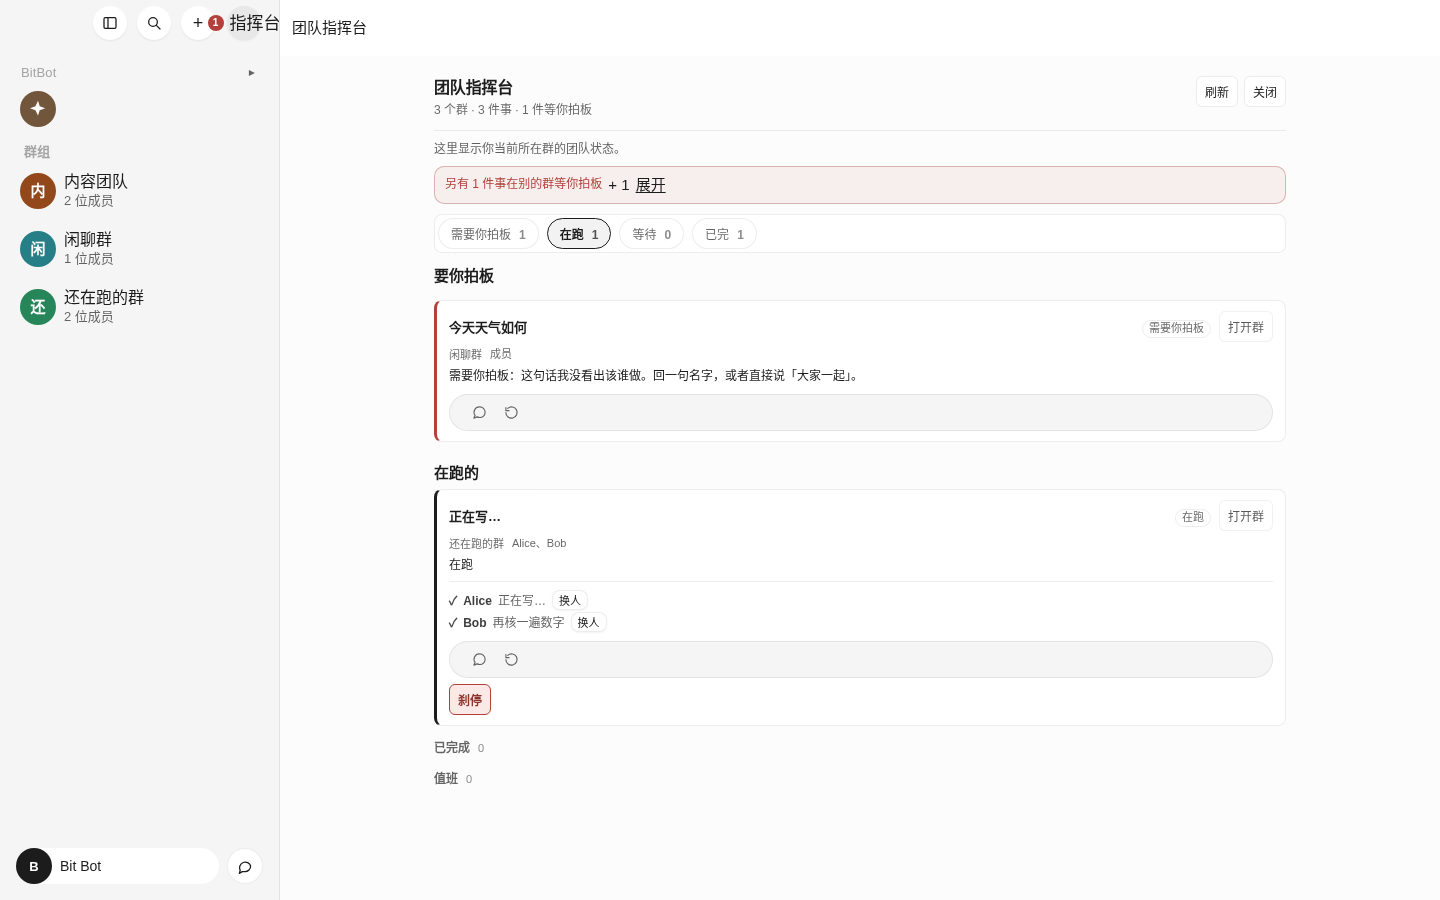 + 1 指挥台
团队指挥台
BitBot ▸
群组
内 内容团队
2 位成员
闲 闲聊群
1 位成员
还 还在跑的群
2 位成员
B Bit Bot
团队指挥台
3 个群 · 3 件事 · 1 件等你拍板
刷新 关闭
这里显示你当前所在群的团队状态。
另有 1 件事在别的群等你拍板 + 1 展开
需要你拍板 1 在跑 1 等待 0 已完 1
要你拍板
今天天气如何 需要你拍板 打开群
闲聊群 成员
需要你拍板：这句话我没看出该谁做。回一句名字，或者直接说「大家一起」。
在跑的
正在写… 在跑 打开群
还在跑的群 Alice、Bob
在跑
✓ Alice 正在写… 换人
✓ Bob 再核一遍数字 换人
刹停
已完成 0
值班 0